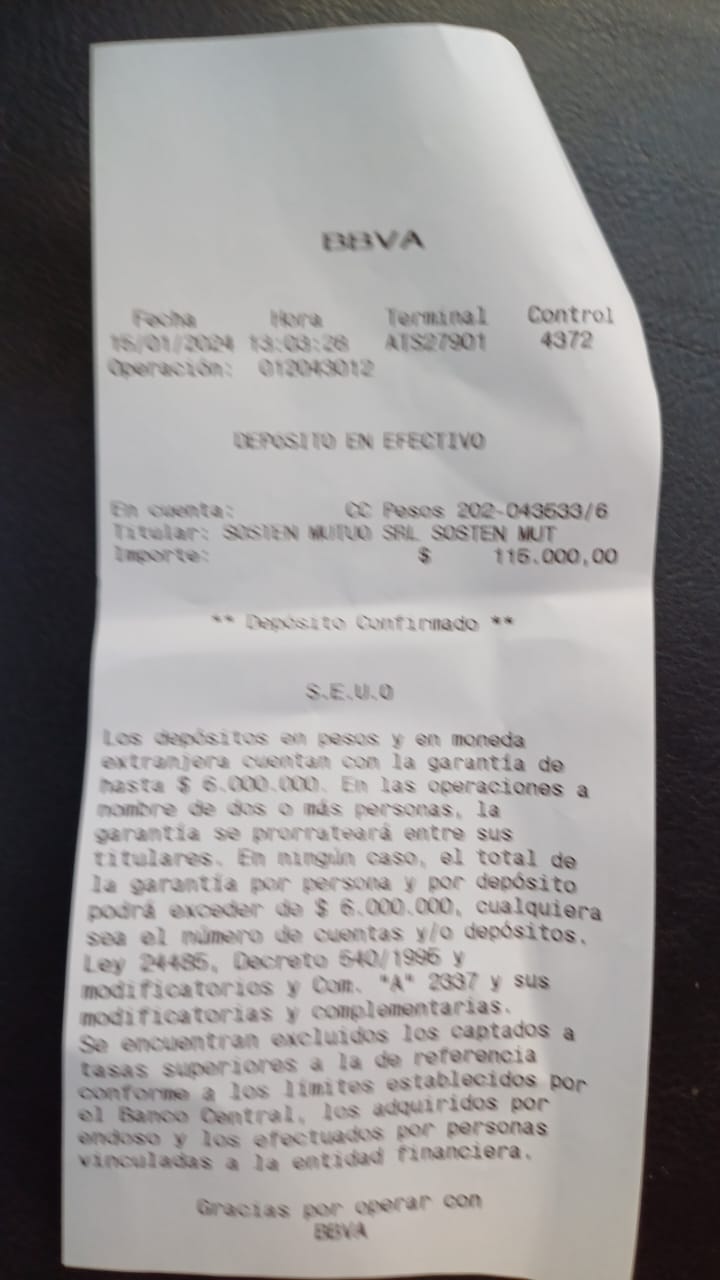 BBVA
Fecha Hora Terminal Control
15/01/2024 13:03:28 ATS27901 4372
Operación: 012043012
DEPOSITO EN EFECTIVO
En cuenta: CC Pesos 202-043533/6
Titular: SOSTEN MUTUO SRL SOSTEN MUT
Importe: $ 115.000,00
** Depósito Confirmado **
S.E.U.O
Los depósitos en pesos y en moneda
extranjera cuentan con la garantía de
hasta $ 6.000.000. En las operaciones a
nombre de dos o más personas, la
garantía se prorrateará entre sus
titulares. En ningún caso, el total de
la garantía por persona y por depósito
podrá exceder de $ 6.000.000, cualquiera
sea el número de cuentas y/o depósitos.
Ley 24485, Decreto 540/1995 y
modificatorios y Com. "A" 2337 y sus
modificatorias y complementarias.
Se encuentran excluidos los captados a
tasas superiores a la de referencia
conforme a los límites establecidos por
el Banco Central, los adquiridos por
endoso y los efectuados por personas
vinculadas a la entidad financiera.
Gracias por operar con
BBVA